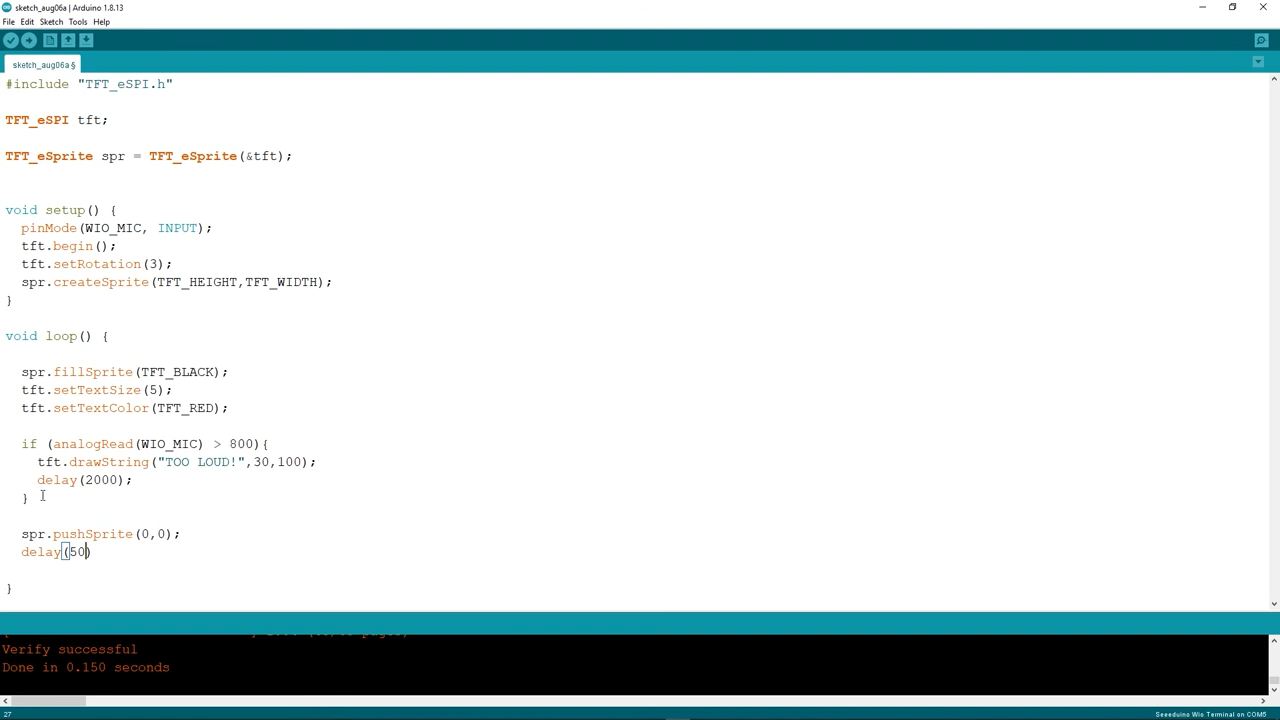 sketch_aug06a | Arduino 1.8.13
File Edit Sketch Tools Help
sketch_aug06a §
#include "TFT_eSPI.h"
TFT_eSPI tft;
TFT_eSprite spr = TFT_eSprite(&tft);
void setup() {
pinMode(WIO_MIC, INPUT);
tft.begin();
tft.setRotation(3);
spr.createSprite(TFT_HEIGHT,TFT_WIDTH);
}
void loop() {
spr.fillSprite(TFT_BLACK);
tft.setTextSize(5);
tft.setTextColor(TFT_RED);
if (analogRead(WIO_MIC) > 800){
tft.drawString("TOO LOUD!",30,100);
delay(2000);
}
spr.pushSprite(0,0);
delay(50)
}
Verify successful
Done in 0.150 seconds
27 Seeeduino Wio Terminal on COM5